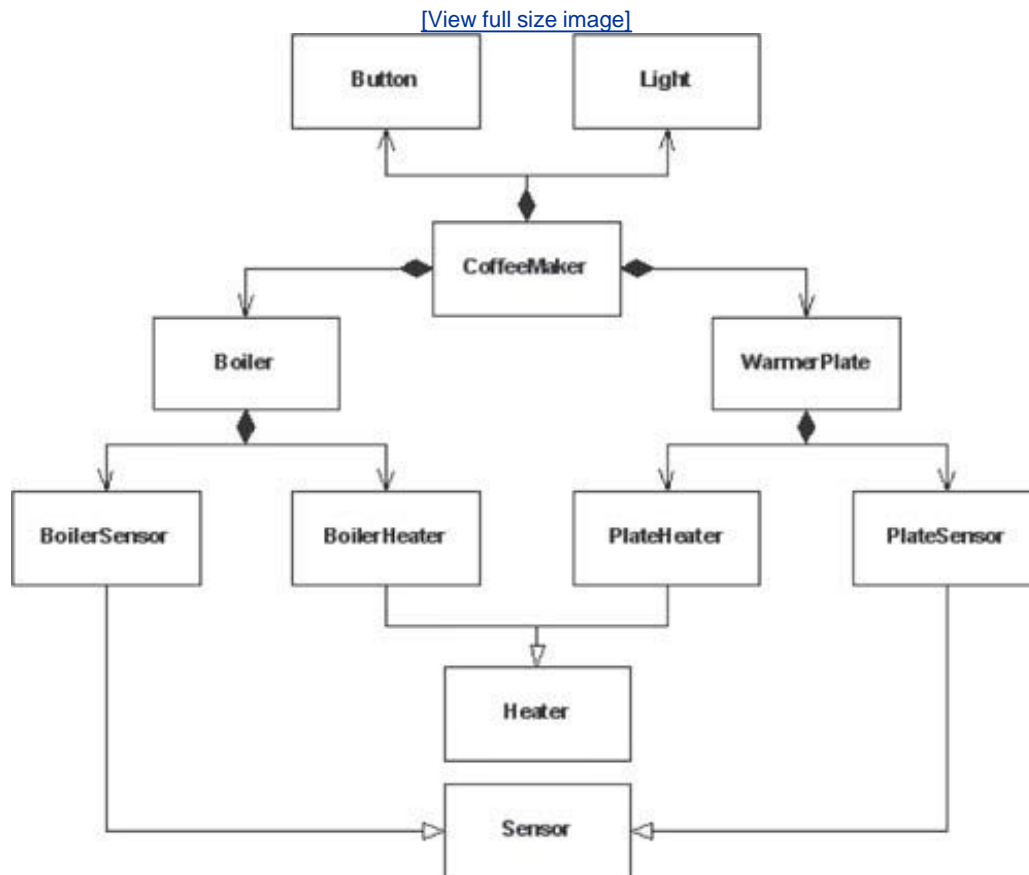 [View full size image]
Button
Light
CoffeeMaker
Boiler
WarmerPlate
BoilerSensor
BoilerHeater
PlateHeater
PlateSensor
Heater
Sensor